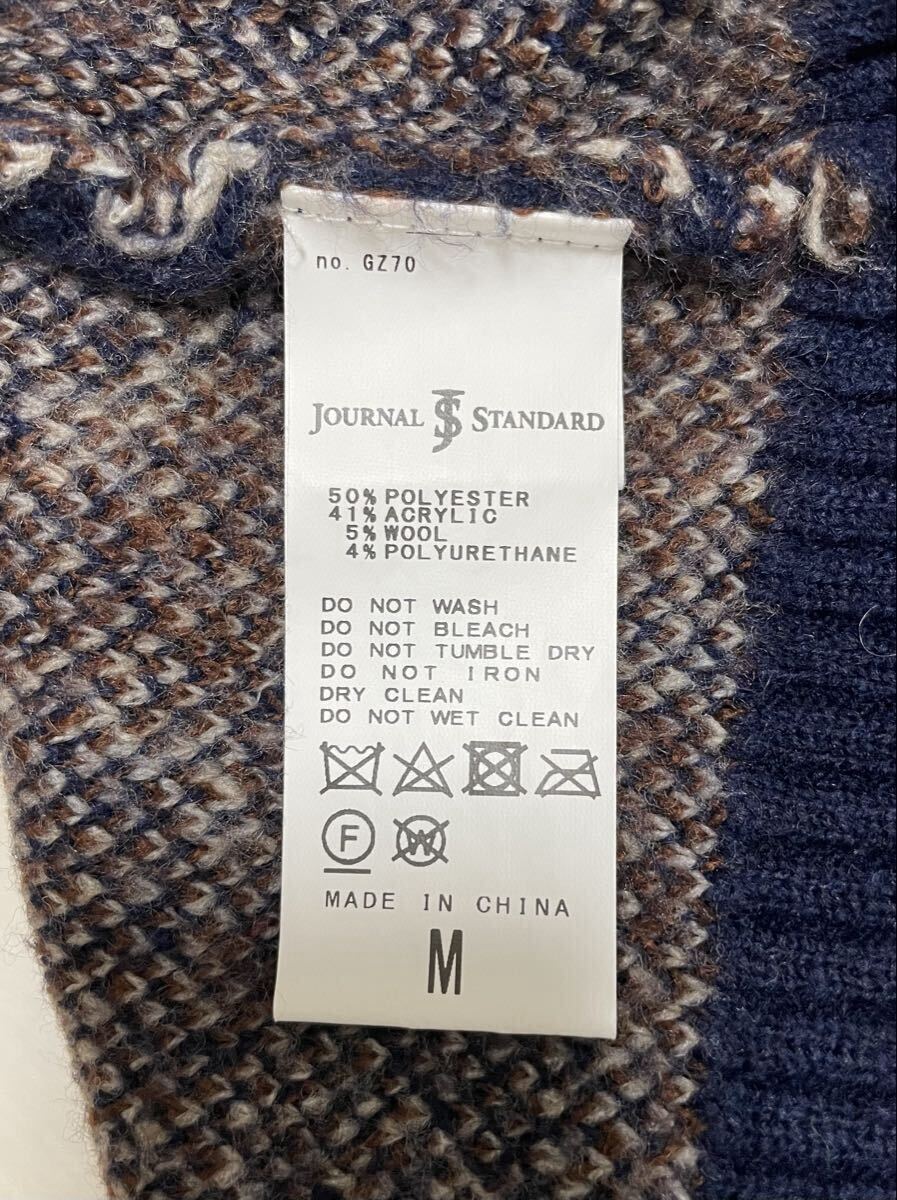 no. GZ70
JOURNAL JS STANDARD
50% POLYESTER
41% ACRYLIC
5% WOOL
4% POLYURETHANE
DO NOT WASH
DO NOT BLEACH
DO NOT TUMBLE DRY
DO NOT IRON
DRY CLEAN
DO NOT WET CLEAN
F W
MADE IN CHINA
M